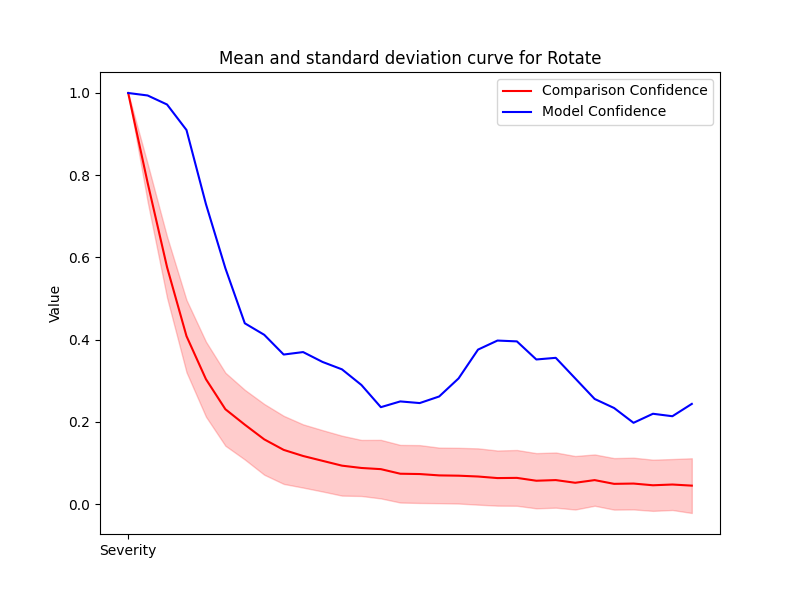 Mean and standard deviation curve for Rotate
Comparison Confidence
Model Confidence
1.0
0.8
0.6
0.4
0.2
0.0
Value
Severity